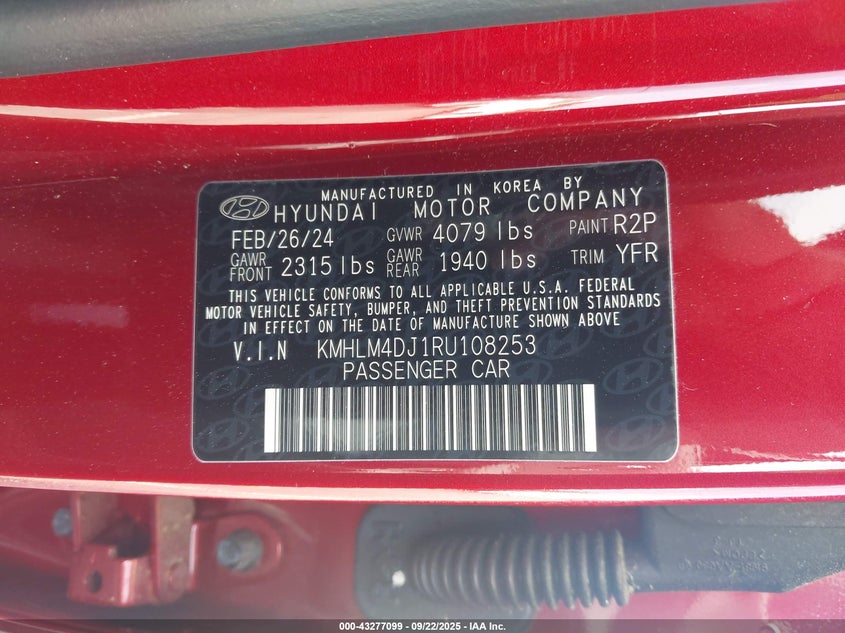 MANUFACTURED IN KOREA BY
HYUNDAI MOTOR COMPANY
FEB/26/24 GVWR 4079 lbs PAINT R2P
GAWR FRONT 2315 lbs GAWR REAR 1940 lbs TRIM YFR
THIS VEHICLE CONFORMS TO ALL APPLICABLE U.S.A. FEDERAL
MOTOR VEHICLE SAFETY, BUMPER, AND THEFT PREVENTION STANDARDS
IN EFFECT ON THE DATE OF MANUFACTURE SHOWN ABOVE
V.I.N KMHLM4DJ1RU108253
PASSENGER CAR
000-43277099 - 09/22/2025 - IAA Inc.